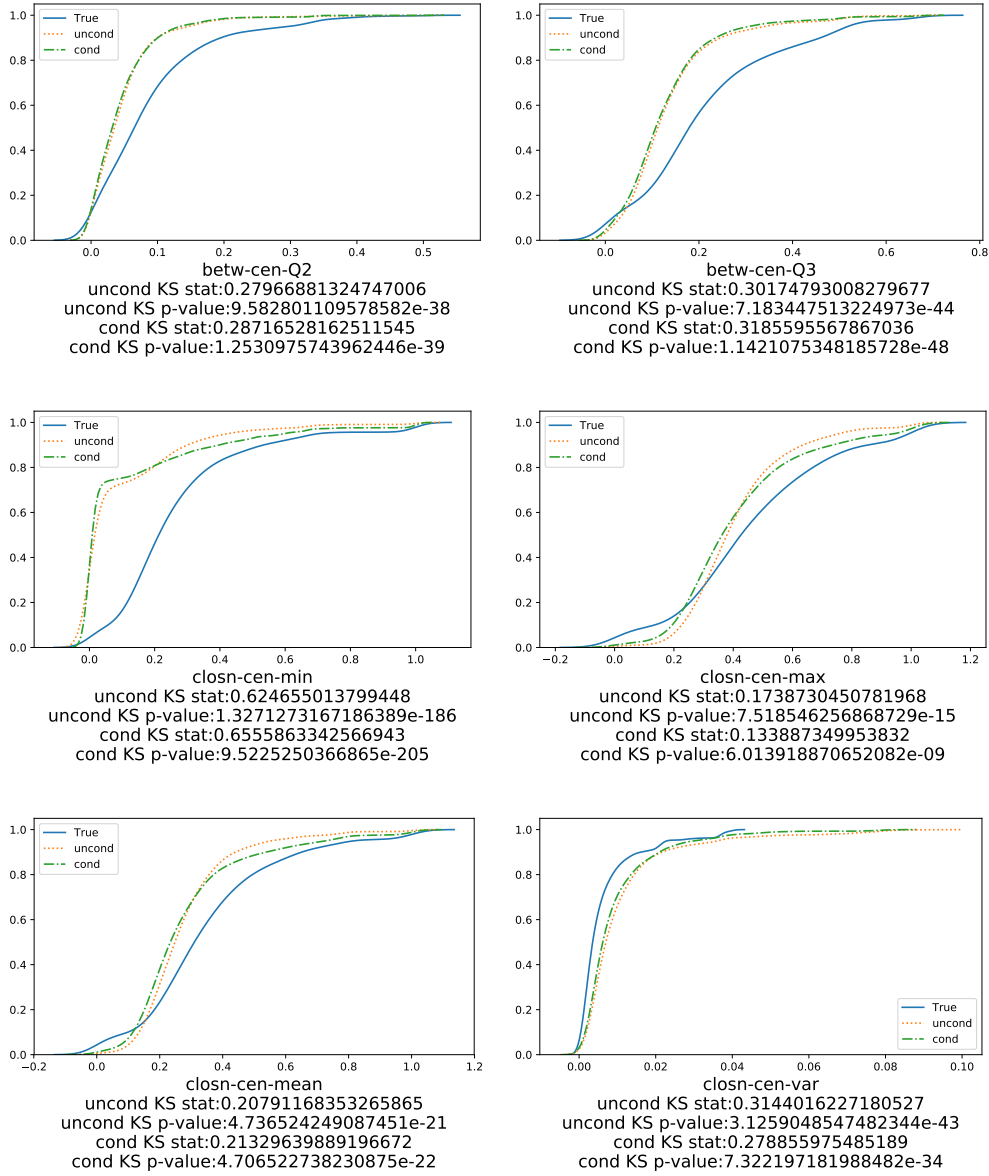 True
uncond
cond
1.0
0.8
0.6
0.4
0.2
0.0
0.0 0.1 0.2 0.3 0.4 0.5
betw-cen-Q2
uncond KS stat:0.27966881324747006
uncond KS p-value:9.582801109578582e-38
cond KS stat:0.28716528162511545
cond KS p-value:1.2530975743962446e-39
True
uncond
cond
1.0
0.8
0.6
0.4
0.2
0.0
0.0 0.2 0.4 0.6 0.8
betw-cen-Q3
uncond KS stat:0.30174793008279677
uncond KS p-value:7.183447513224973e-44
cond KS stat:0.3185595567867036
cond KS p-value:1.1421075348185728e-48
True
uncond
cond
1.0
0.8
0.6
0.4
0.2
0.0
0.0 0.2 0.4 0.6 0.8 1.0
closn-cen-min
uncond KS stat:0.624655013799448
uncond KS p-value:1.3271273167186389e-186
cond KS stat:0.6555863342566943
cond KS p-value:9.5225250366865e-205
True
uncond
cond
1.0
0.8
0.6
0.4
0.2
0.0
−0.2 0.0 0.2 0.4 0.6 0.8 1.0 1.2
closn-cen-max
uncond KS stat:0.1738730450781968
uncond KS p-value:7.518546256868729e-15
cond KS stat:0.133887349953832
cond KS p-value:6.013918870652082e-09
True
uncond
cond
1.0
0.8
0.6
0.4
0.2
0.0
−0.2 0.0 0.2 0.4 0.6 0.8 1.0 1.2
closn-cen-mean
uncond KS stat:0.20791168353265865
uncond KS p-value:4.736524249087451e-21
cond KS stat:0.213296398891966​72
cond KS p-value:4.706522738230875e-22
1.0
0.8
0.6
0.4
0.2
0.0
True
uncond
cond
0.00 0.02 0.04 0.06 0.08 0.10
closn-cen-var
uncond KS stat:0.3144016227180527
uncond KS p-value:3.1259048547482344e-43
cond KS stat:0.278855975485189
cond KS p-value:7.322197181988482e-34